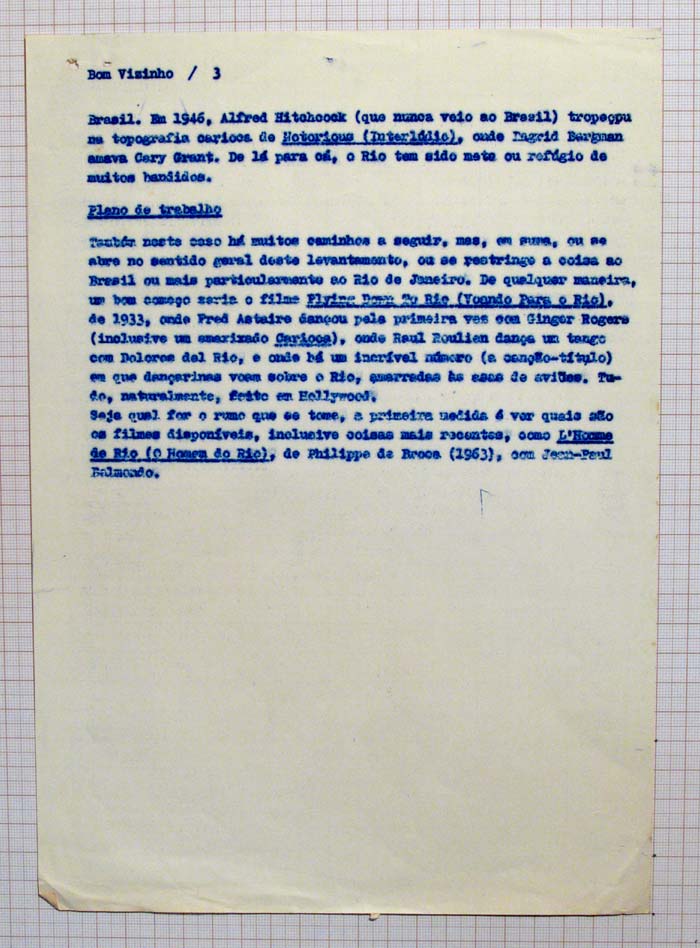 Bom Vizinho / 3
Brasil. Em 1946, Alfred Hitchcock (que nunca veio ao Brasil) tropeçou
na topografia carioca de Notorious (Interlúdio), onde Ingrid Bergman
amava Cary Grant. De lá para cá, o Rio tem sido meta ou refúgio de
muitos bandidos.
Plano de trabalho
Também neste caso há muitos caminhos a seguir, mas, em suma, ou se
abre no sentido geral deste levantamento, ou se restringe a coisa ao
Brasil ou mais particularmente ao Rio de Janeiro. De qualquer maneira,
um bom começo seria o filme Flying Down To Rio (Voando Para o Rio),
de 1933, onde Fred Astaire dançou pela primeira vez com Ginger Rogers
(inclusive um amaxixado Carioca), onde Raul Roulien dança um tango
com Dolores del Rio, e onde há um incrível número (a canção-título)
em que dançarinas voam sobre o Rio, amarradas às asas de aviões. Tu-
do, naturalmente, feito em Hollywood.
Seja qual for o rumo que se tome, a primeira medida é ver quais são
os filmes disponíveis, inclusive coisas mais recentes, como L'Homme
de Rio (O Homem do Rio), de Philippe de Broca (1963), com Jean-Paul
Belmondo.